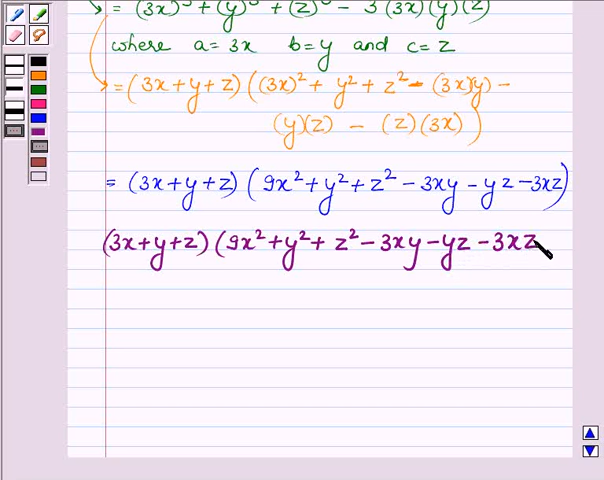 = (3x)³ + (y)³ + (z)³ - 3 (3x)(y)(z)
where a = 3x b = y and c = z
= (3x + y + z) ((3x)² + y² + z² - (3x)(y) -
(y)(z) - (z)(3x))
= (3x + y + z) (9x² + y² + z² - 3xy - yz - 3xz)
(3x + y + z) (9x² + y² + z² - 3xy - yz - 3xz